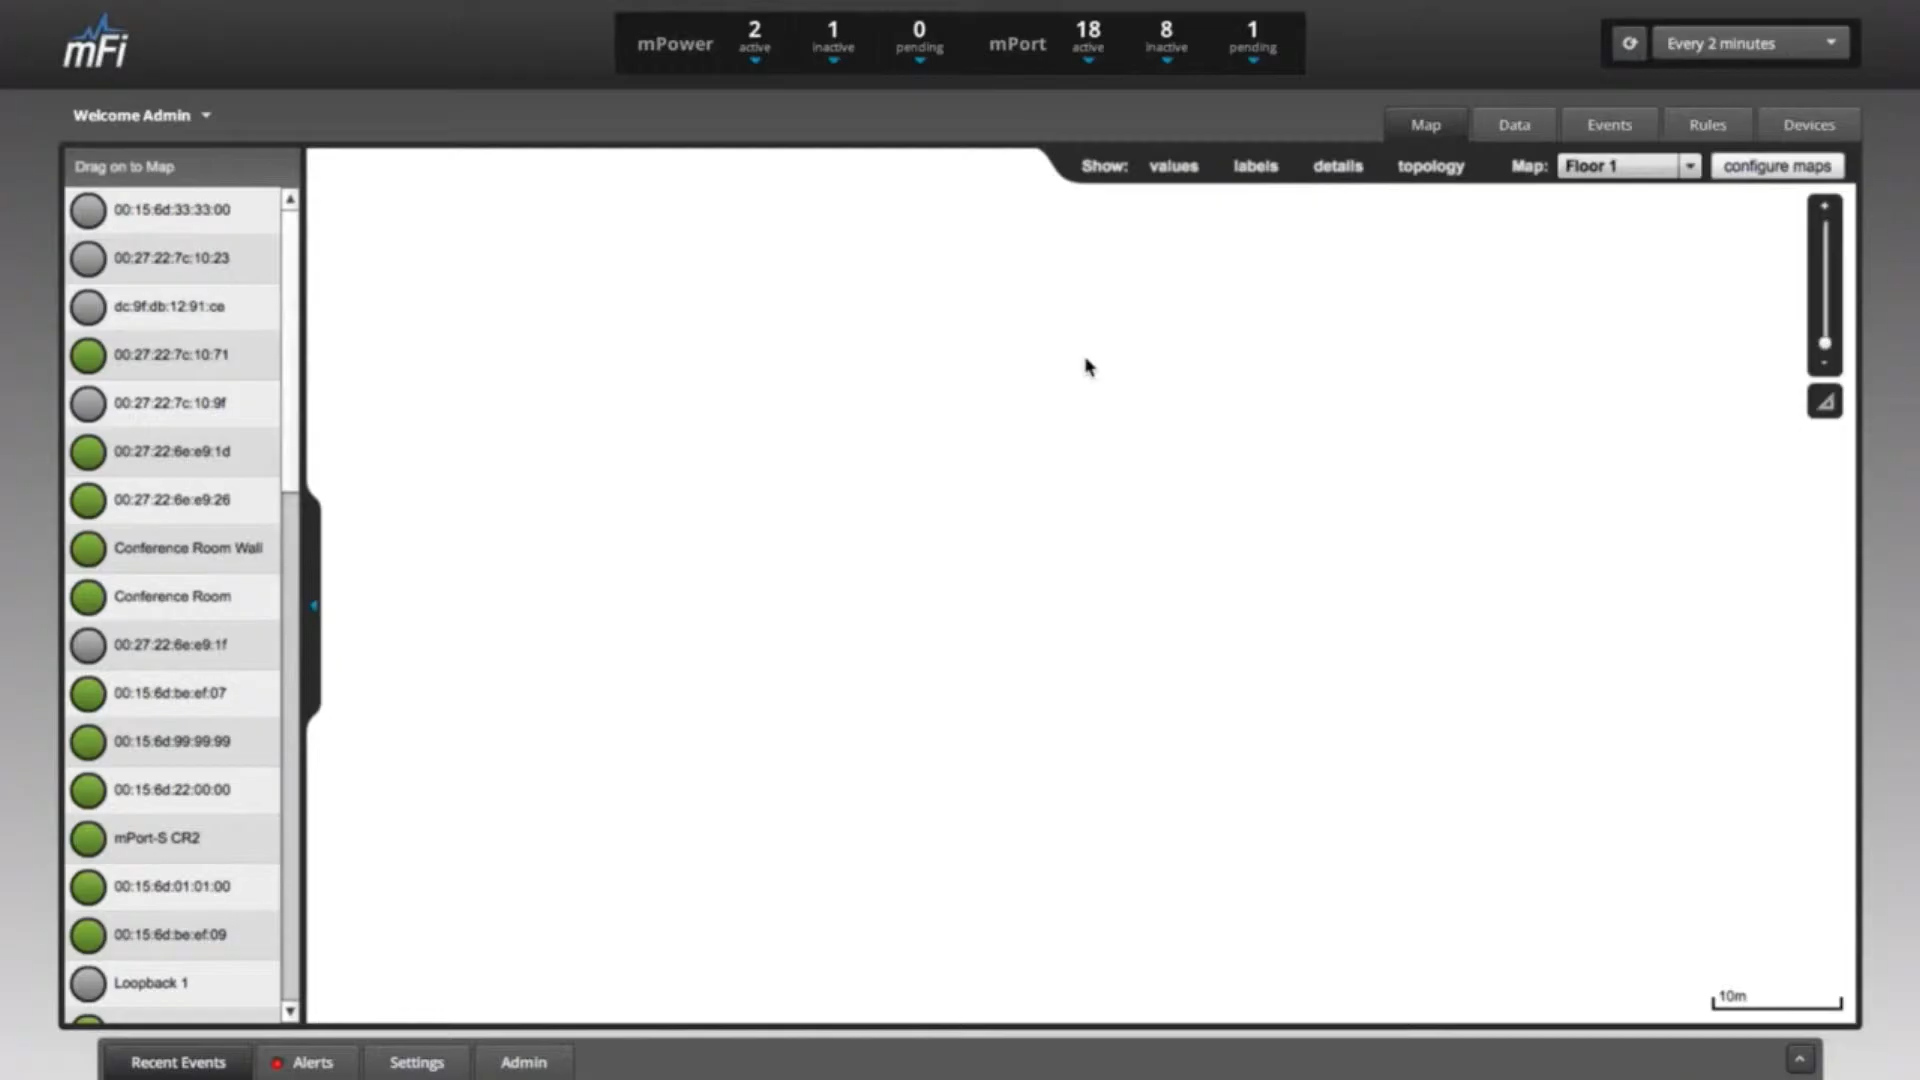 mFi
mPower 2 active 1 inactive 0 pending mPort 18 active 8 inactive 1 pending
Every 2 minutes
Welcome Admin
Map Data Events Rules Devices
Drag on to Map
Show: values labels details topology Map: Floor 1 configure maps
00:15:6d:33:33:00
00:27:22:7c:10:23
dc:9f:db:12:91:ce
00:27:22:7c:10:71
00:27:22:7c:10:9f
00:27:22:6e:e9:1d
00:27:22:6e:e9:26
Conference Room Wall
Conference Room
00:27:22:6e:e9:1f
00:15:6d:be:ef:07
00:15:6d:99:99:99
00:15:6d:22:00:00
mPort-S CR2
00:15:6d:01:01:00
00:15:6d:be:ef:09
Loopback 1
+
-
10m
Recent Events Alerts Settings Admin